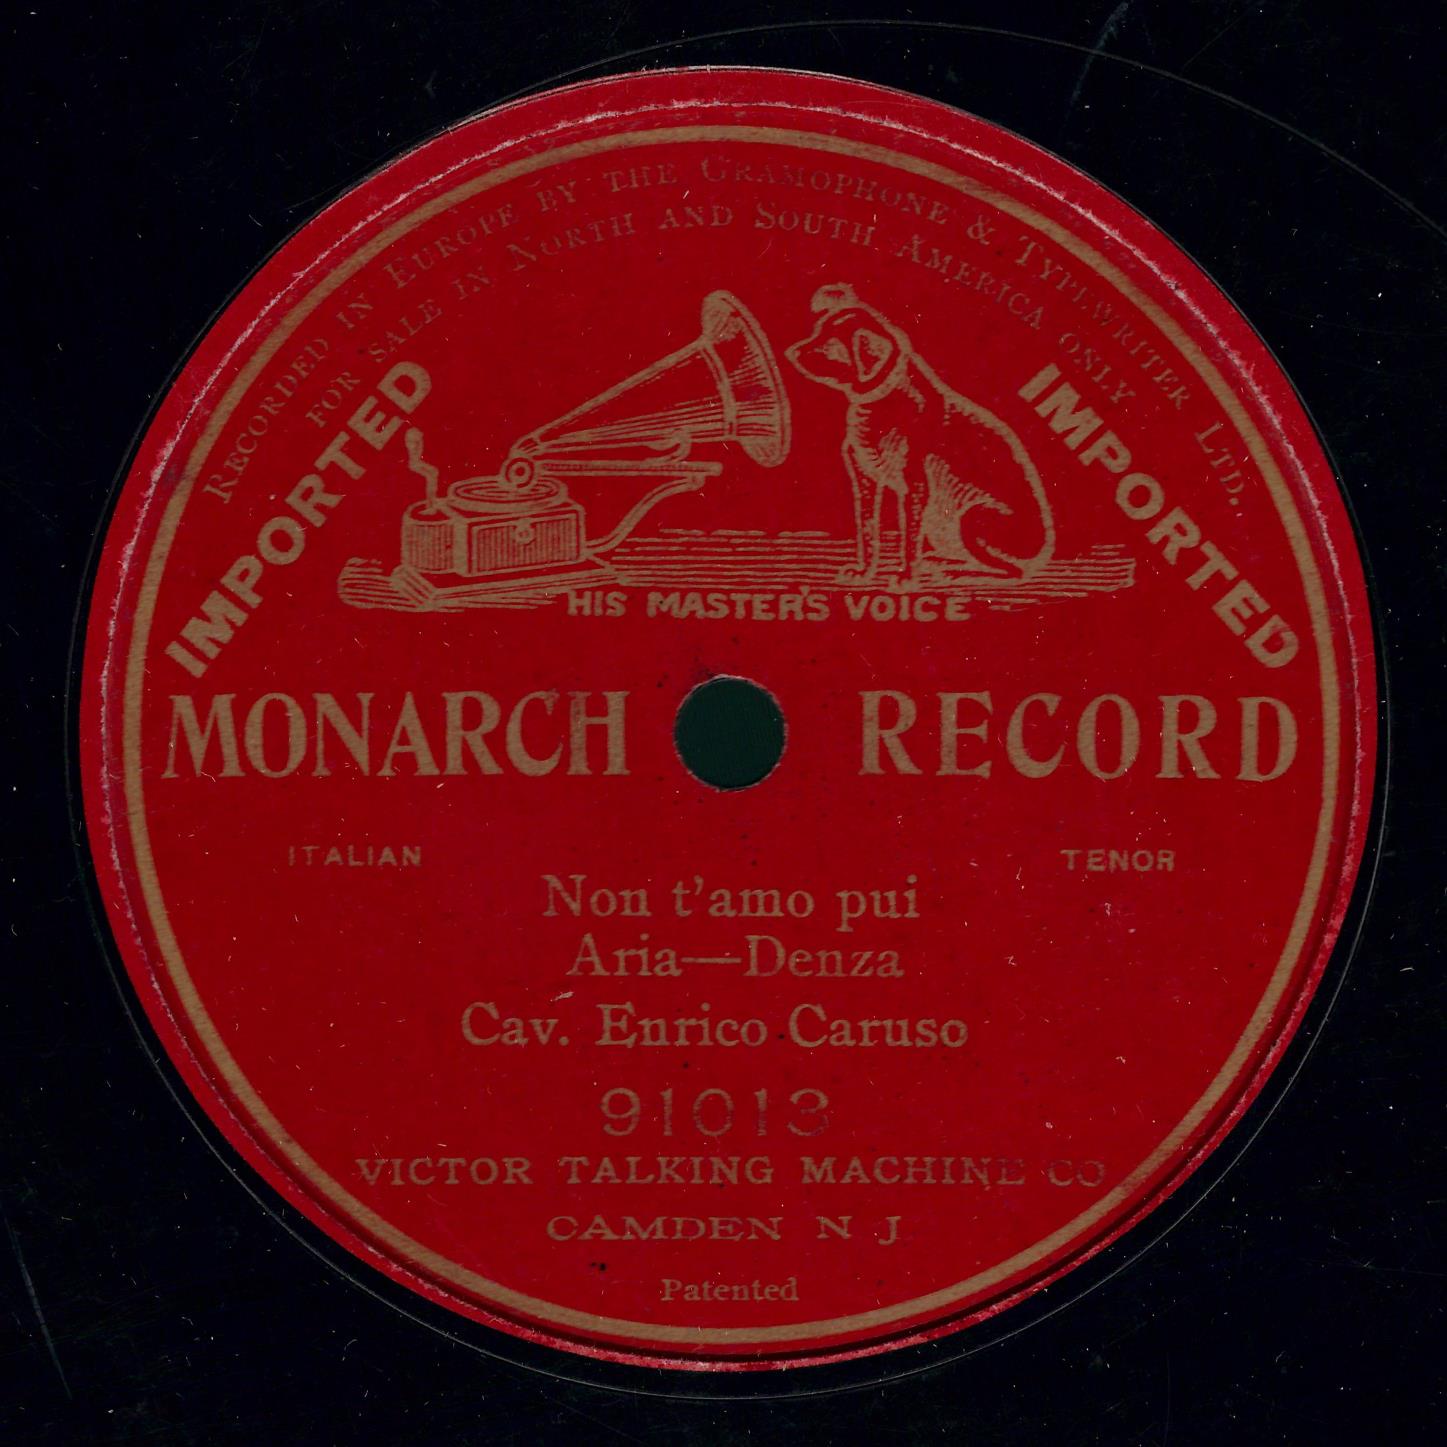 RECORDED IN EUROPE BY THE GRAMOPHONE & TYPEWRITER LTD.
FOR SALE IN NORTH AND SOUTH AMERICA ONLY
IMPORTED
IMPORTED
HIS MASTER'S VOICE
MONARCH RECORD
ITALIAN TENOR
Non t'amo pui
Aria—Denza
Cav. Enrico Caruso
91013
VICTOR TALKING MACHINE CO
CAMDEN N J
Patented